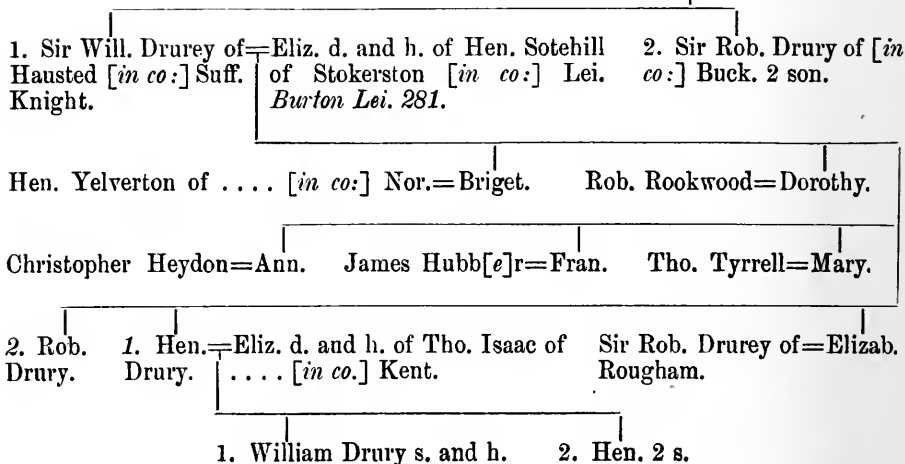 1. Sir Will. Drurey of=Eliz. d. and h. of Hen. Sotehill 2. Sir Rob. Drury of [in
Hausted [in co:] Suff. of Stokerston [in co:] Lei. co:] Buck. 2 son.
Knight. Burton Lei. 281.
Hen. Yelverton of .... [in co:] Nor.=Briget. Rob. Rookwood=Dorothy.
Christopher Heydon=Ann. James Hubb[e]r=Fran. Tho. Tyrrell=Mary.
2. Rob. 1. Hen.=Eliz. d. and h. of Tho. Isaac of Sir Rob. Drurey of=Elizab.
Drury. Drury. .... [in co.] Kent. Rougham.
1. William Drury s. and h. 2. Hen. 2 s.